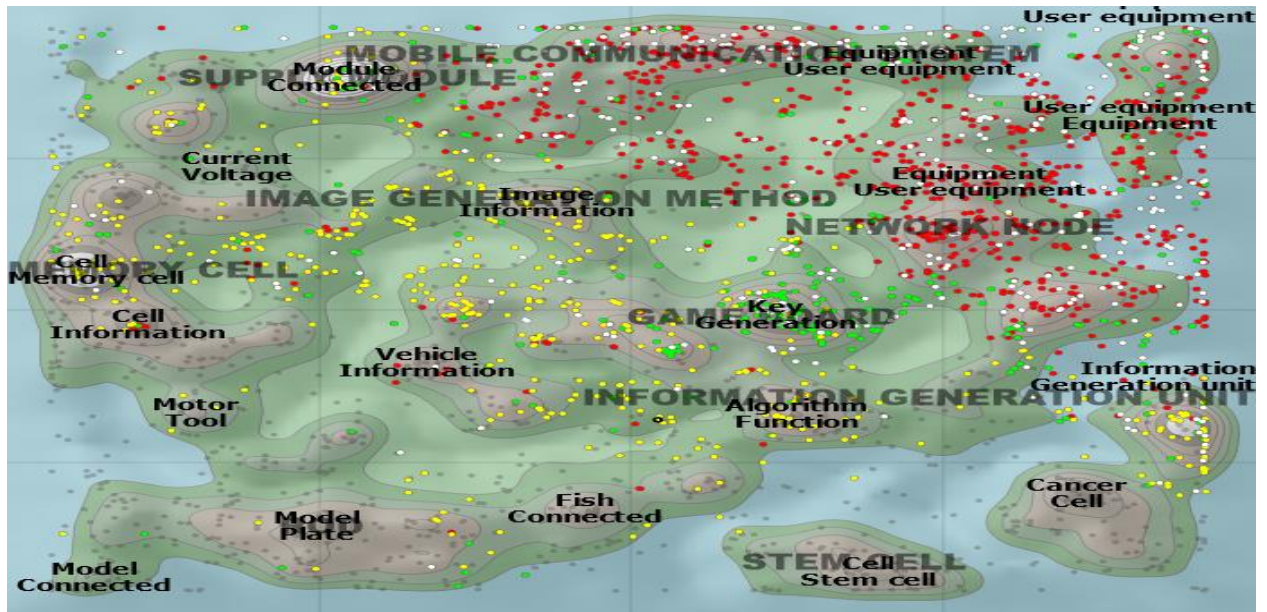 User equipment
MOBILE COMMUNICATION SYSTEM
Equipment
User equipment
MODULE
Module
Connected
User equipment
Equipment
Current
Voltage
IMAGE GENERATION METHOD
Image
Information
Equipment
User equipment
NETWORK NODE
MEMORY CELL
Cell
Memory cell
Cell
Information
GAME BOARD
Key
Generation
Vehicle
Information
Information
Generation unit
INFORMATION GENERATION UNIT
Motor
Tool
Algorithm
Function
Cancer
Cell
Fish
Connected
Model
Plate
Model
Connected
STEM CELL
Cell
Stem cell